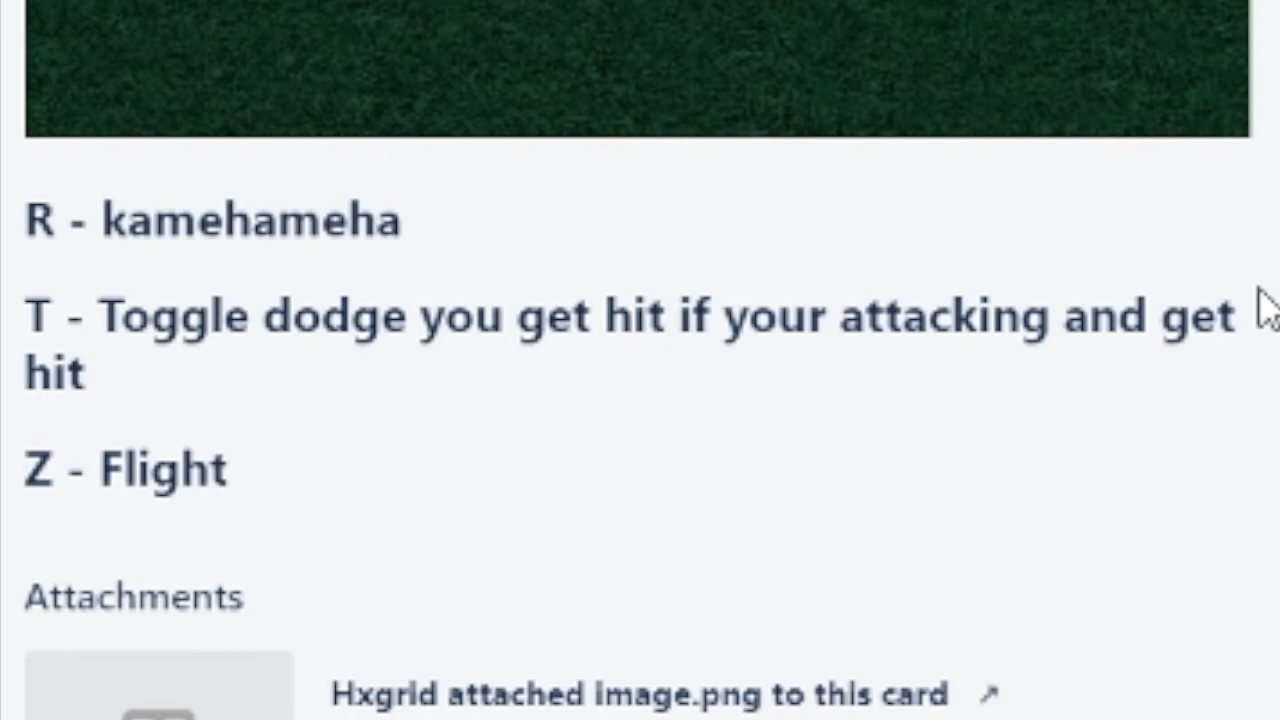 R - kamehameha
T - Toggle dodge you get hit if your attacking and get
hit
Z - Flight
Attachments
Hxgrid attached image.png to this card ↗